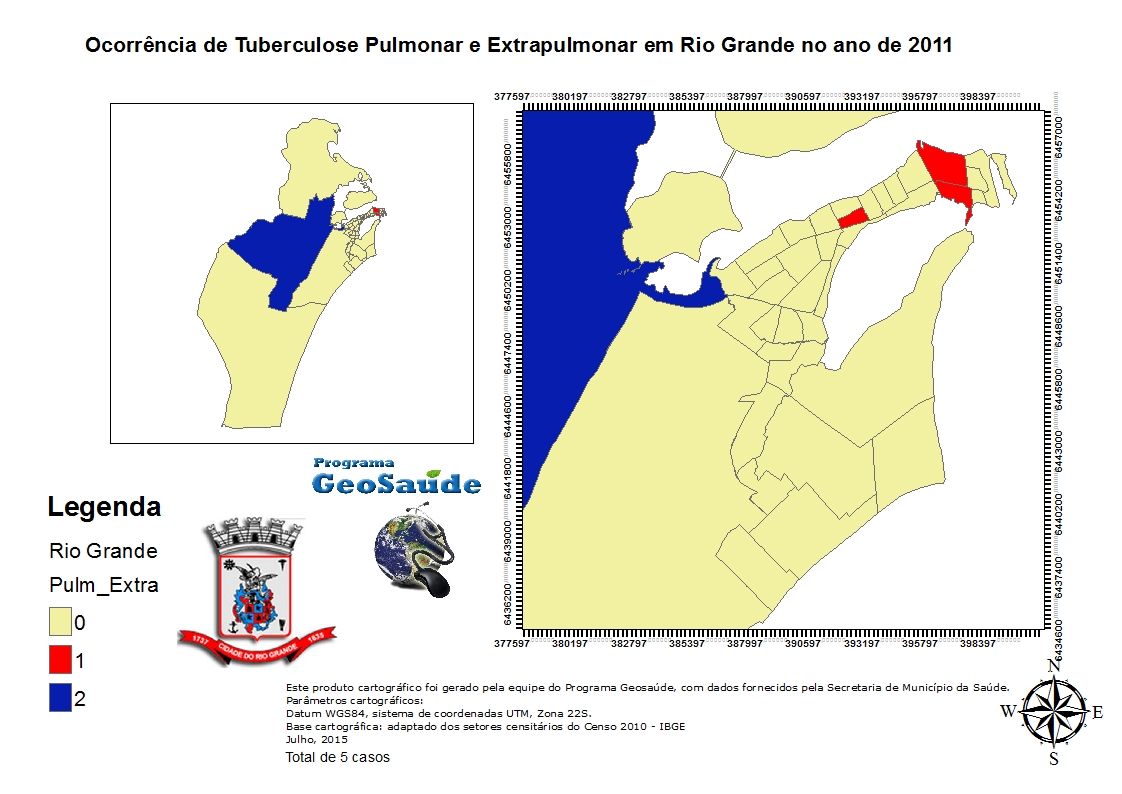 Ocorrência de Tuberculose Pulmonar e Extrapulmonar em Rio Grande no ano de 2011
377597 380197 382797 385397 387997 390597 393197 395797 398397
6455800
6453000
6450200
6447400
6444600
6441800
6439000
6436200
6457000
6454200
6451400
6448600
6445800
6443000
6440200
6437400
6434600
377597 380197 382797 385397 387997 390597 393197 395797 398397
Programa
GeoSaúde
Legenda
Rio Grande
Pulm_Extra
0
1
2
1737 CIDADE DO RIO GRANDE 1835
Este produto cartográfico foi gerado pela equipe do Programa Geosaúde, com dados fornecidos pela Secretaria de Município da Saúde.
Parâmetros cartográficos:
Datum WGS84, sistema de coordenadas UTM, Zona 22S.
Base cartográfica: adaptado dos setores censitários do Censo 2010 - IBGE
Julho, 2015
Total de 5 casos
N
W E
S